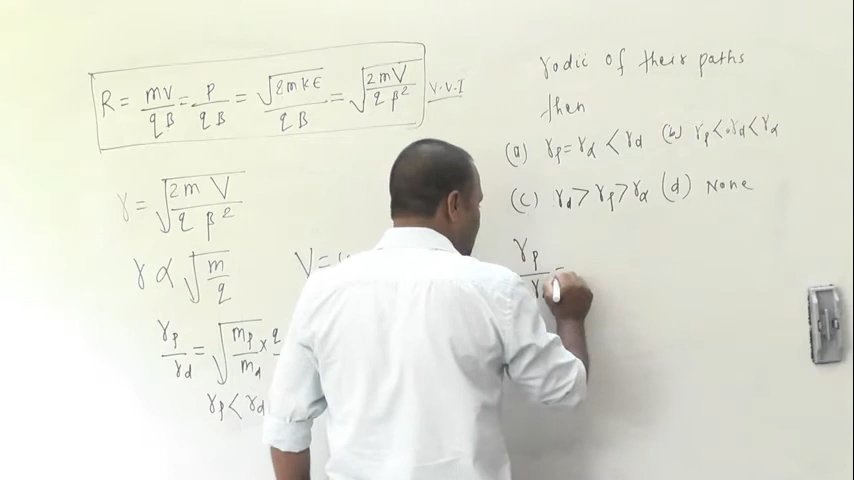 R = mv/qB = P/qB = √2mKE/qB = √(2mV/qB²) V.V.I
r = √(2mV/qB²)
r ∝ √(m/q)
V =
rp/rd = √(mp/md × q
rp < rd
rodii of their paths
then
(a) rp = rα < rd (b) rp < rd < rα
(c) rd > rp > rα (d) None
rp/r =